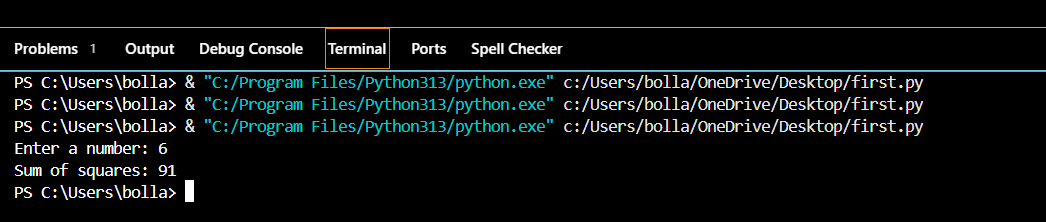 Problems 1 Output Debug Console Terminal Ports Spell Checker
PS C:\Users\bolla> & "C:/Program Files/Python313/python.exe" c:/Users/bolla/OneDrive/Desktop/first.py
PS C:\Users\bolla> & "C:/Program Files/Python313/python.exe" c:/Users/bolla/OneDrive/Desktop/first.py
PS C:\Users\bolla> & "C:/Program Files/Python313/python.exe" c:/Users/bolla/OneDrive/Desktop/first.py
Enter a number: 6
Sum of squares: 91
PS C:\Users\bolla>